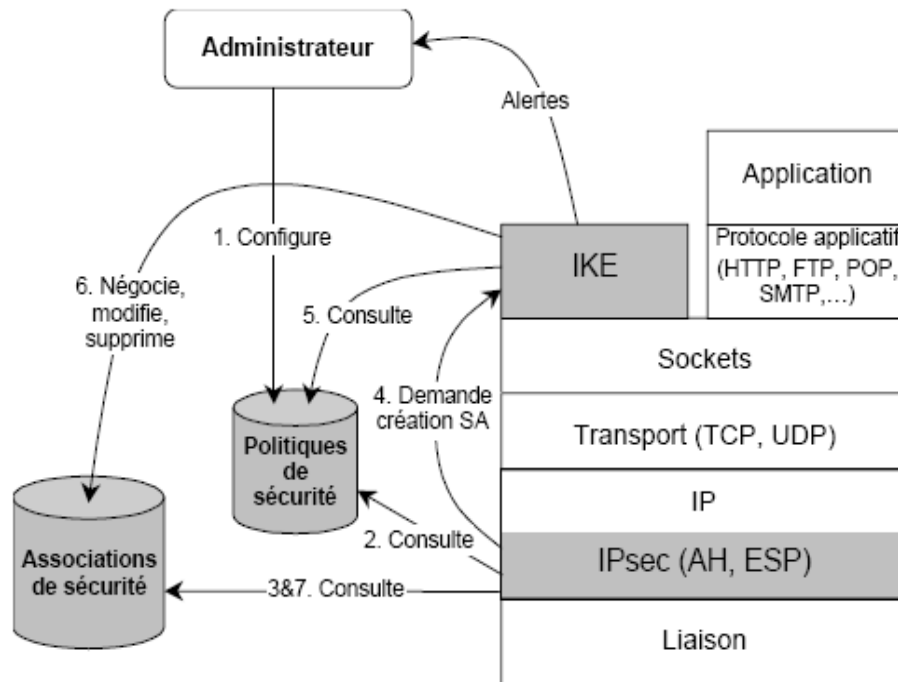 Administrateur
Alertes
Application
1. Configure
IKE
Protocole applicatif
(HTTP, FTP, POP,
SMTP,...)
6. Négocie,
modifie,
supprime
5. Consulte
Sockets
4. Demande
création SA
Politiques
de
sécurité
Transport (TCP, UDP)
IP
2. Consulte
IPsec (AH, ESP)
Associations
de sécurité
3&7. Consulte
Liaison